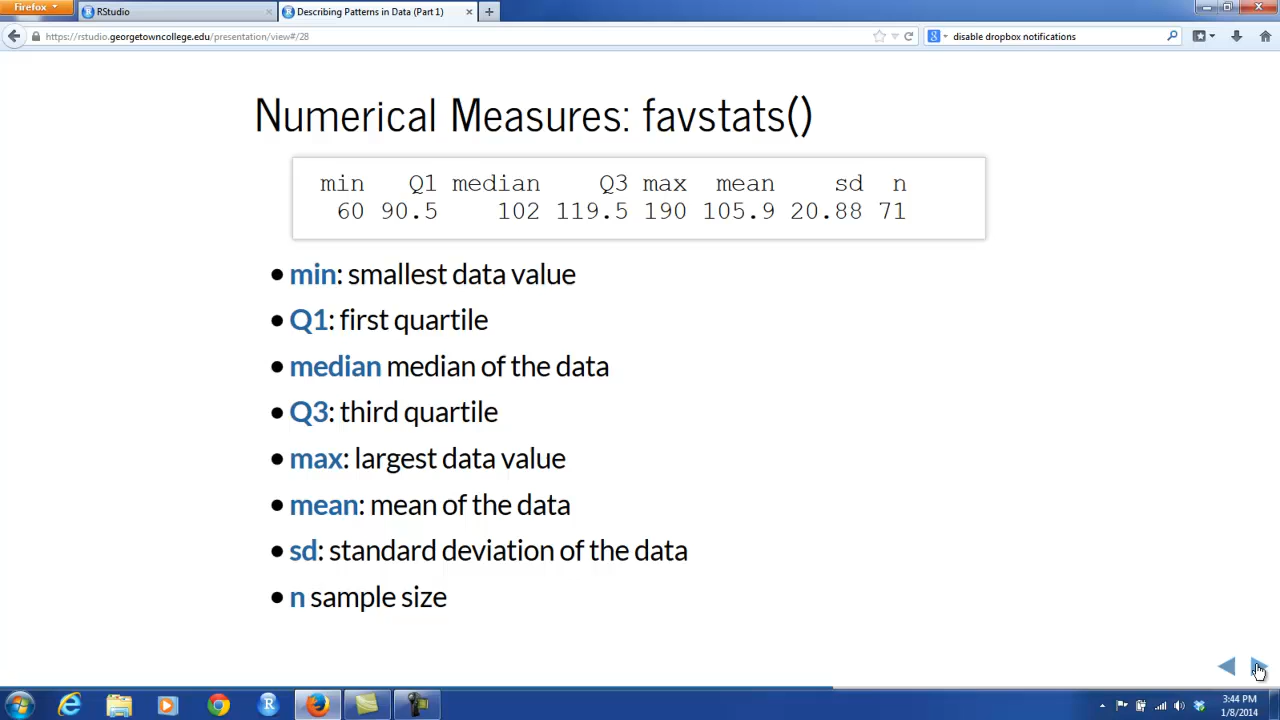 Firefox
RStudio
Describing Patterns in Data (Part 1)
https://rstudio.georgetowncollege.edu/presentation/view#/28
disable dropbox notifications
Numerical Measures: favstats()
min Q1 median Q3 max mean sd n
60 90.5 102 119.5 190 105.9 20.88 71
• min: smallest data value
• Q1: first quartile
• median median of the data
• Q3: third quartile
• max: largest data value
• mean: mean of the data
• sd: standard deviation of the data
• n sample size
3:44 PM
1/8/2014